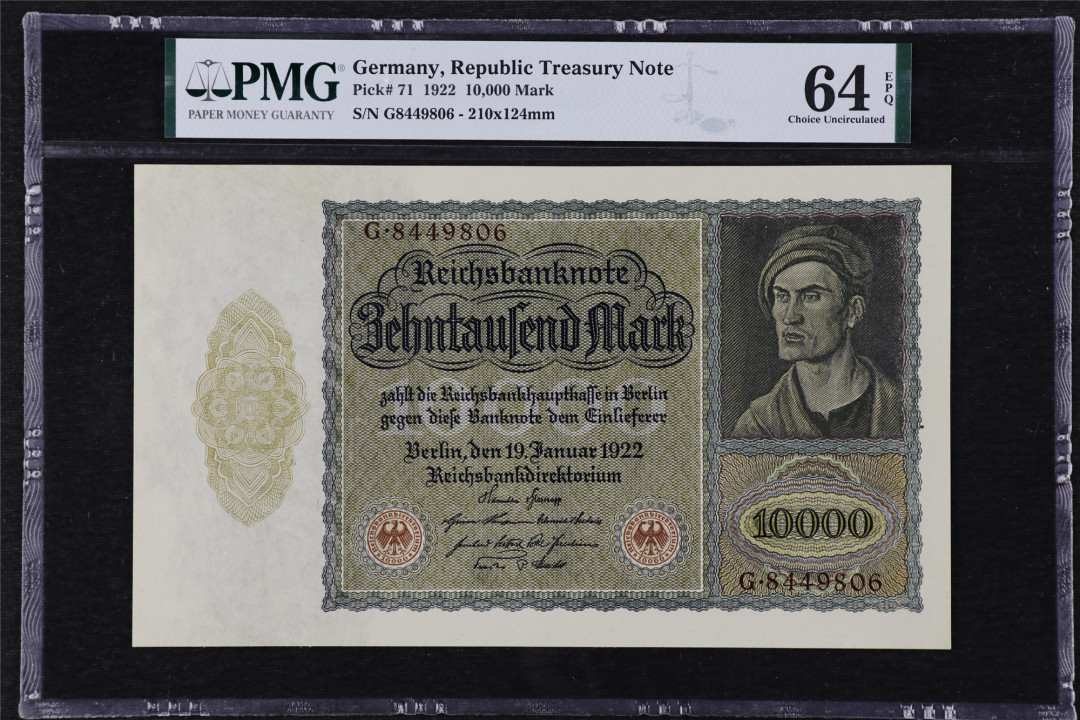 PMG®
PAPER MONEY GUARANTY
Germany, Republic Treasury Note
Pick# 71 1922 10,000 Mark
S/N G8449806 - 210x124mm
64 EPQ
Choice Uncirculated
G·8449806
Reichsbanknote
Zehntauſend Mark
zahlt die Reichsbankhauptkaſſe in Berlin
gegen dieſe Banknote dem Einlieferer
Berlin, den 19. Januar 1922
Reichsbankdirektorium
10000
G·8449806